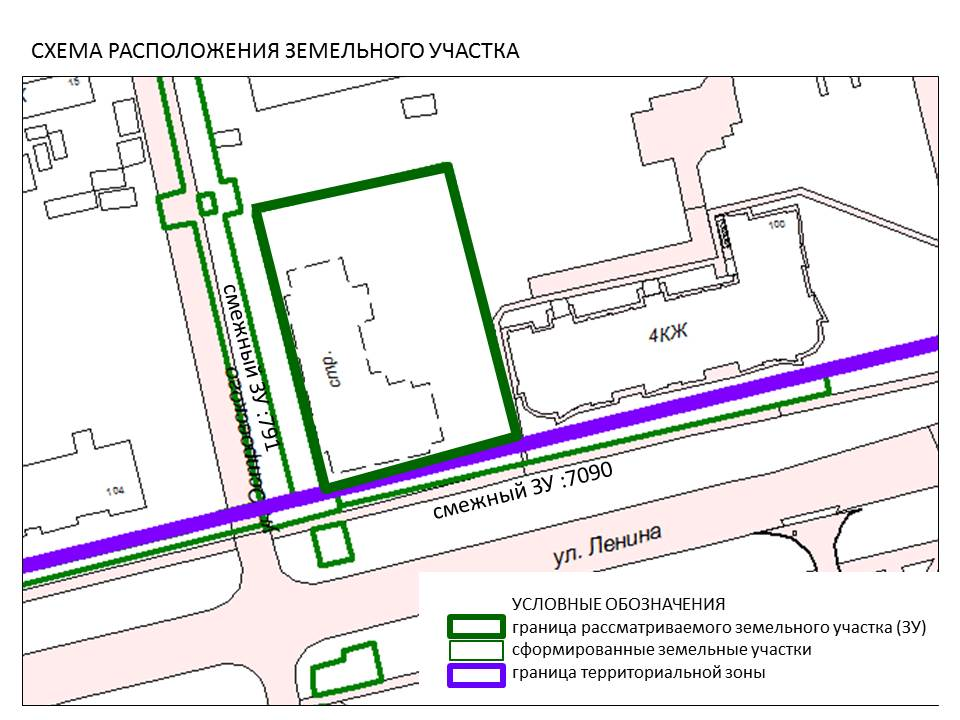 СХЕМА РАСПОЛОЖЕНИЯ ЗЕМЕЛЬНОГО УЧАСТКА
15
100
4КЖ
стр.
смежный ЗУ :791
104
смежный ЗУ :7090
ул. Ленина
УСЛОВНЫЕ ОБОЗНАЧЕНИЯ
граница рассматриваемого земельного участка (ЗУ)
сформированные земельные участки
граница территориальной зоны